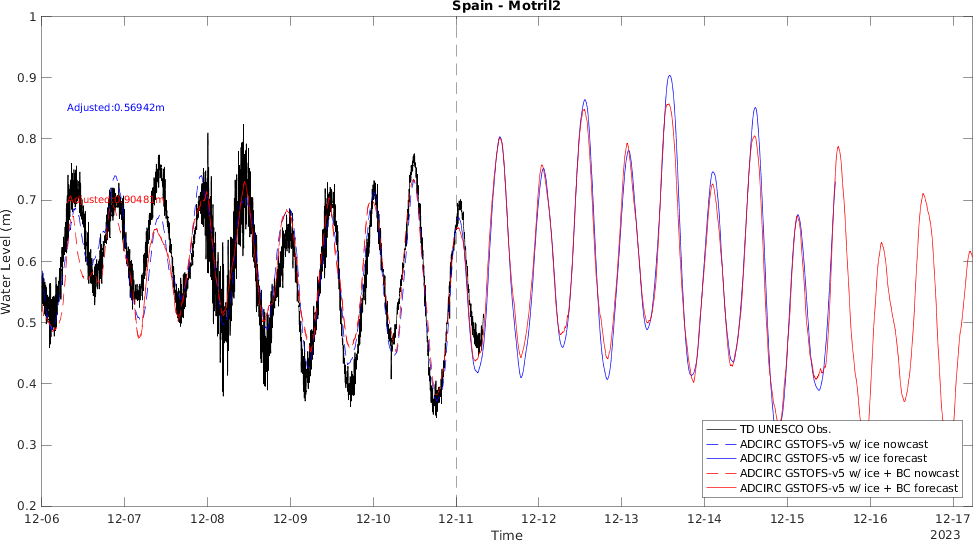 Spain - Motril2
1
0.9
0.8
0.7
0.6
0.5
0.4
0.3
0.2
Water Level (m)
Adjusted:0.56942m
12-06
12-07
12-08
12-09
12-10
12-11
12-12
12-13
12-14
12-15
12-16
12-17
Time
2023
TD UNESCO Obs.
ADCIRC GSTOFS-v5 w/ ice nowcast
ADCIRC GSTOFS-v5 w/ ice forecast
ADCIRC GSTOFS-v5 w/ ice + BC nowcast
ADCIRC GSTOFS-v5 w/ ice + BC forecast